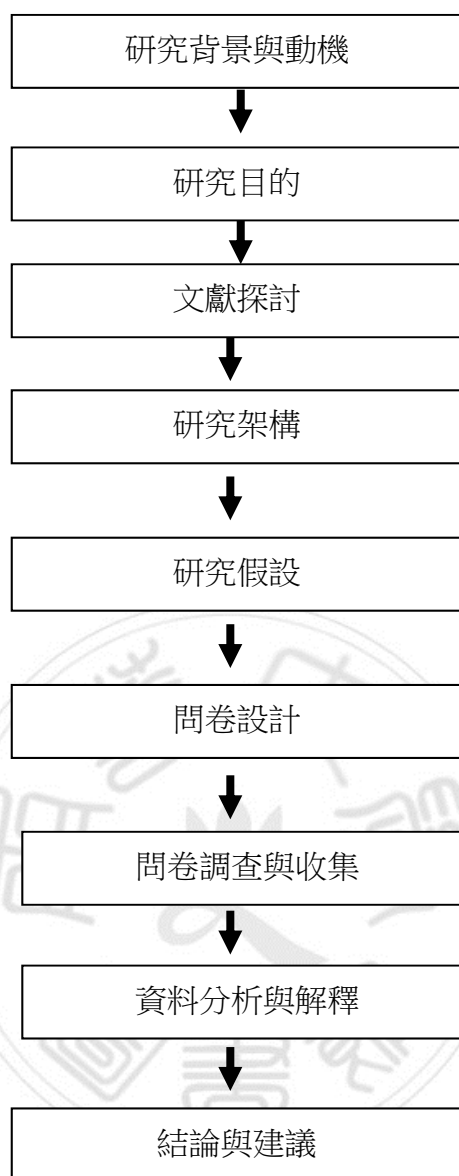 研究背景與動機
研究目的
文獻探討
研究架構
研究假設
問卷設計
問卷調查與收集
資料分析與解釋
結論與建議